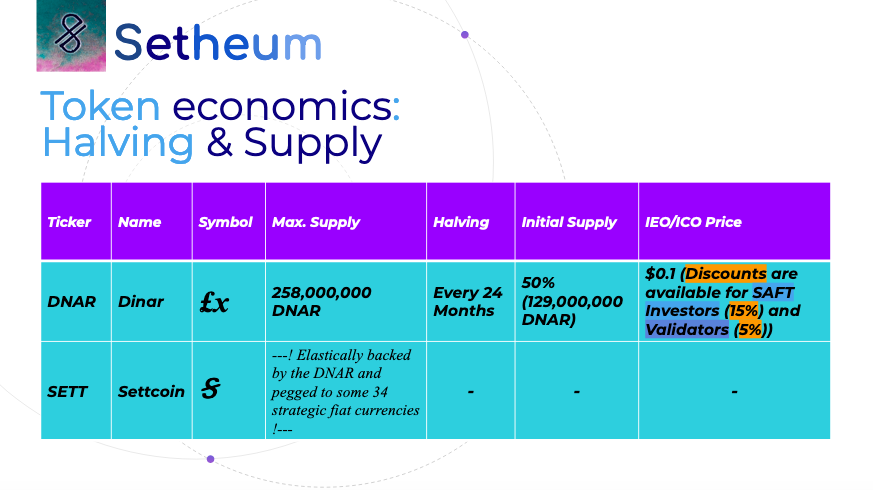 Setheum
Token economics:
Halving & Supply
Ticker
Name
Symbol
Max. Supply
Halving
Initial Supply
IEO/ICO Price
DNAR
Dinar
£x
258,000,000
DNAR
Every 24
Months
50%
(129,000,000
DNAR)
$0.1 (Discounts are
available for SAFT
Investors (15%) and
Validators (5%))
SETT
Settcoin
---! Elastically backed
by the DNAR and
pegged to some 34
strategic fiat currencies
!---
-
-
-